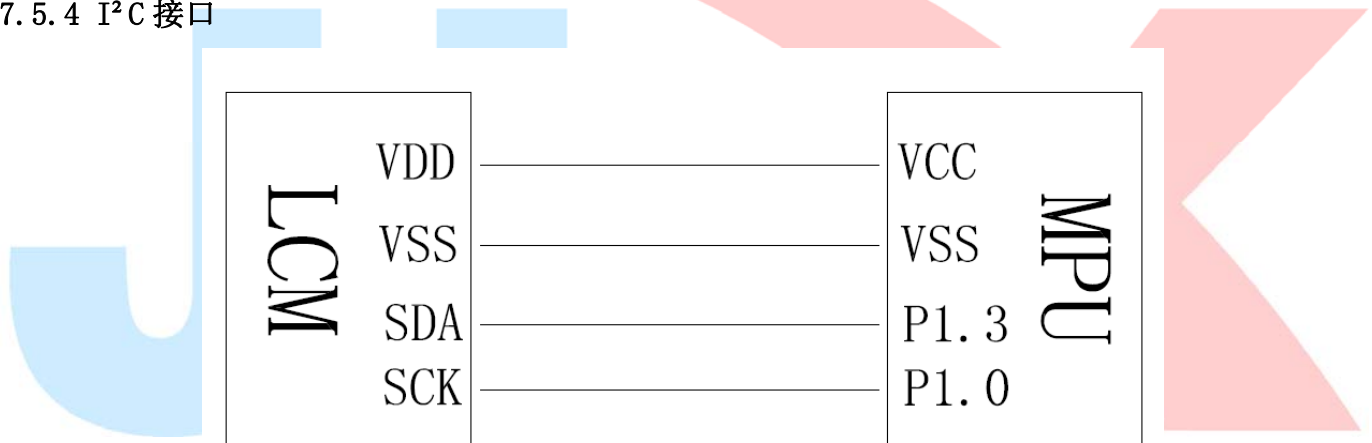 7.5.4 I²C 接口
VDD VCC
VSS VSS
SDA P1.3
SCK P1.0
LCM
MPU